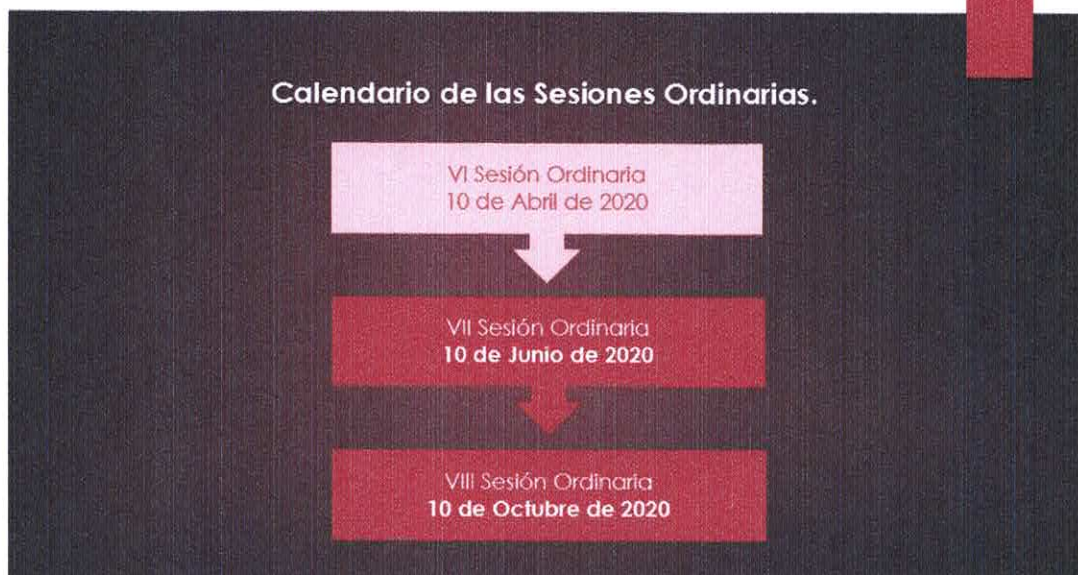 Calendario de las Sesiones Ordinarias.
VI Sesión Ordinaria
10 de Abril de 2020
VII Sesión Ordinaria
10 de Junio de 2020
VIII Sesión Ordinaria
10 de Octubre de 2020